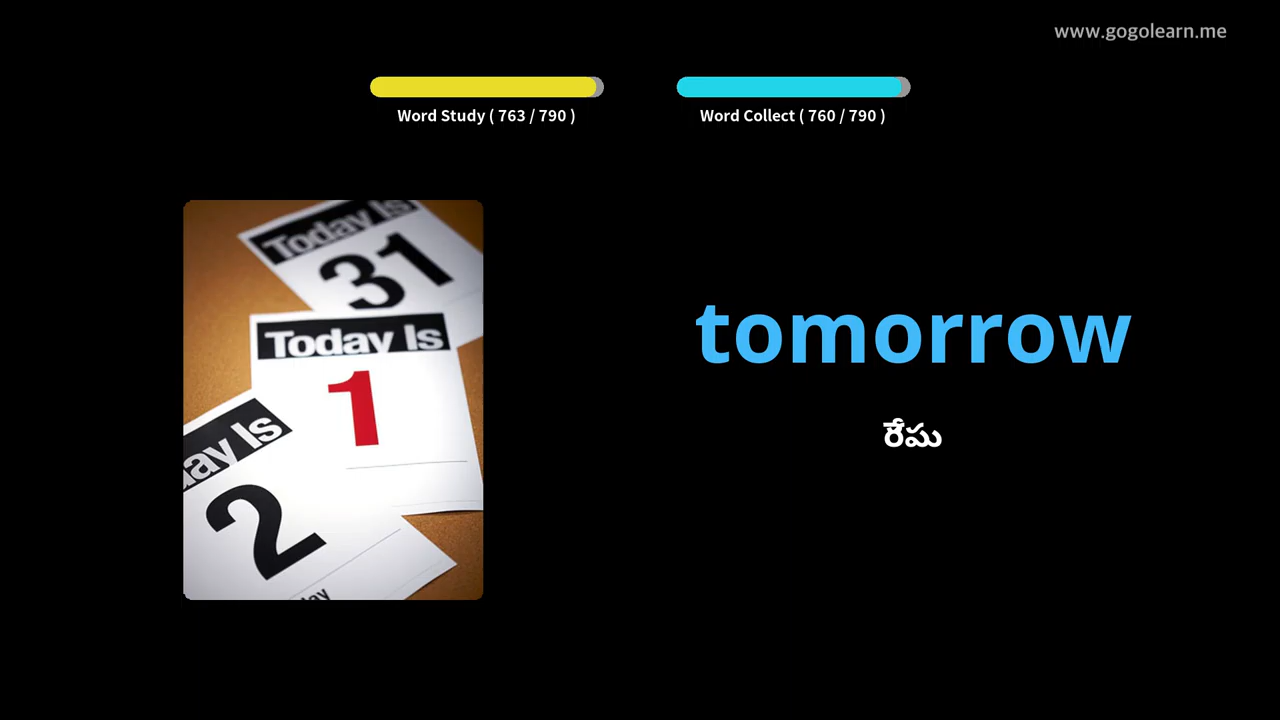 www.gogolearn.me
Word Study ( 763 / 790 )
Word Collect ( 760 / 790 )
Today Is
31
Today Is
1
ay Is
2
ay
tomorrow
రేపు